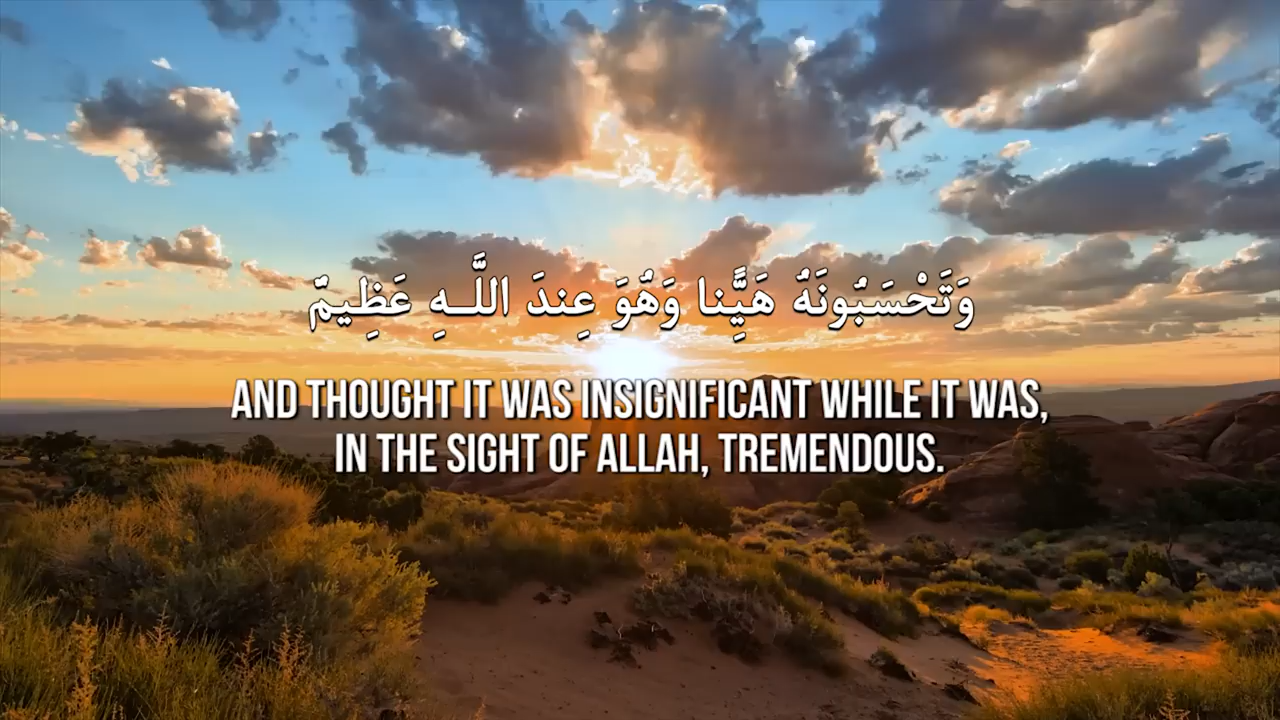 وَتَحْسَبُونَهُ هَيِّنًا وَهُوَ عِندَ اللَّـهِ عَظِيمٌ
AND THOUGHT IT WAS INSIGNIFICANT WHILE IT WAS,
IN THE SIGHT OF ALLAH, TREMENDOUS.